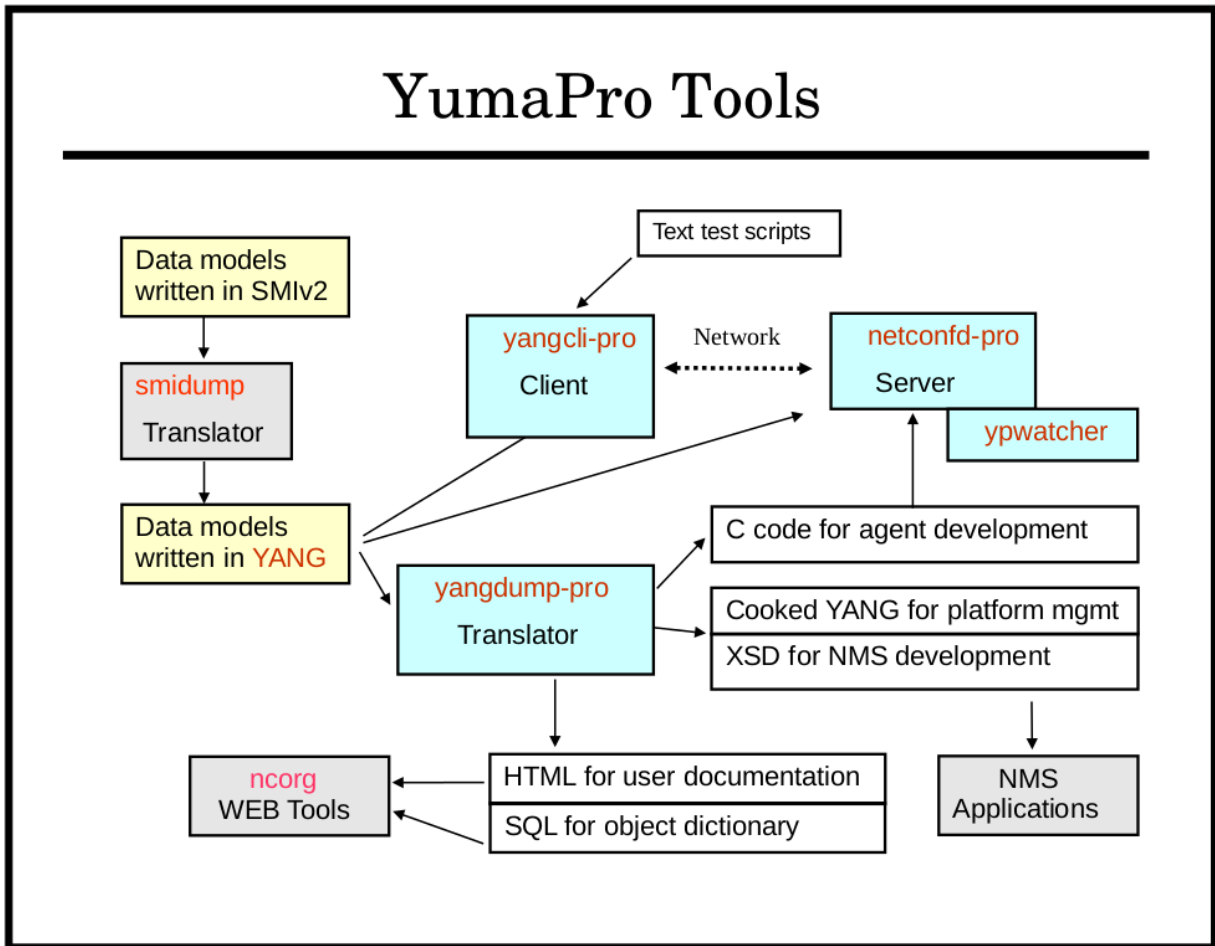 YumaPro Tools
Text test scripts
Data models
written in SMIv2
smidump
Translator
Data models
written in YANG
yangcli-pro
Client
Network
netconfd-pro
Server
ypwatcher
C code for agent development
yangdump-pro
Translator
Cooked YANG for platform mgmt
XSD for NMS development
HTML for user documentation
SQL for object dictionary
ncorg
WEB Tools
NMS
Applications